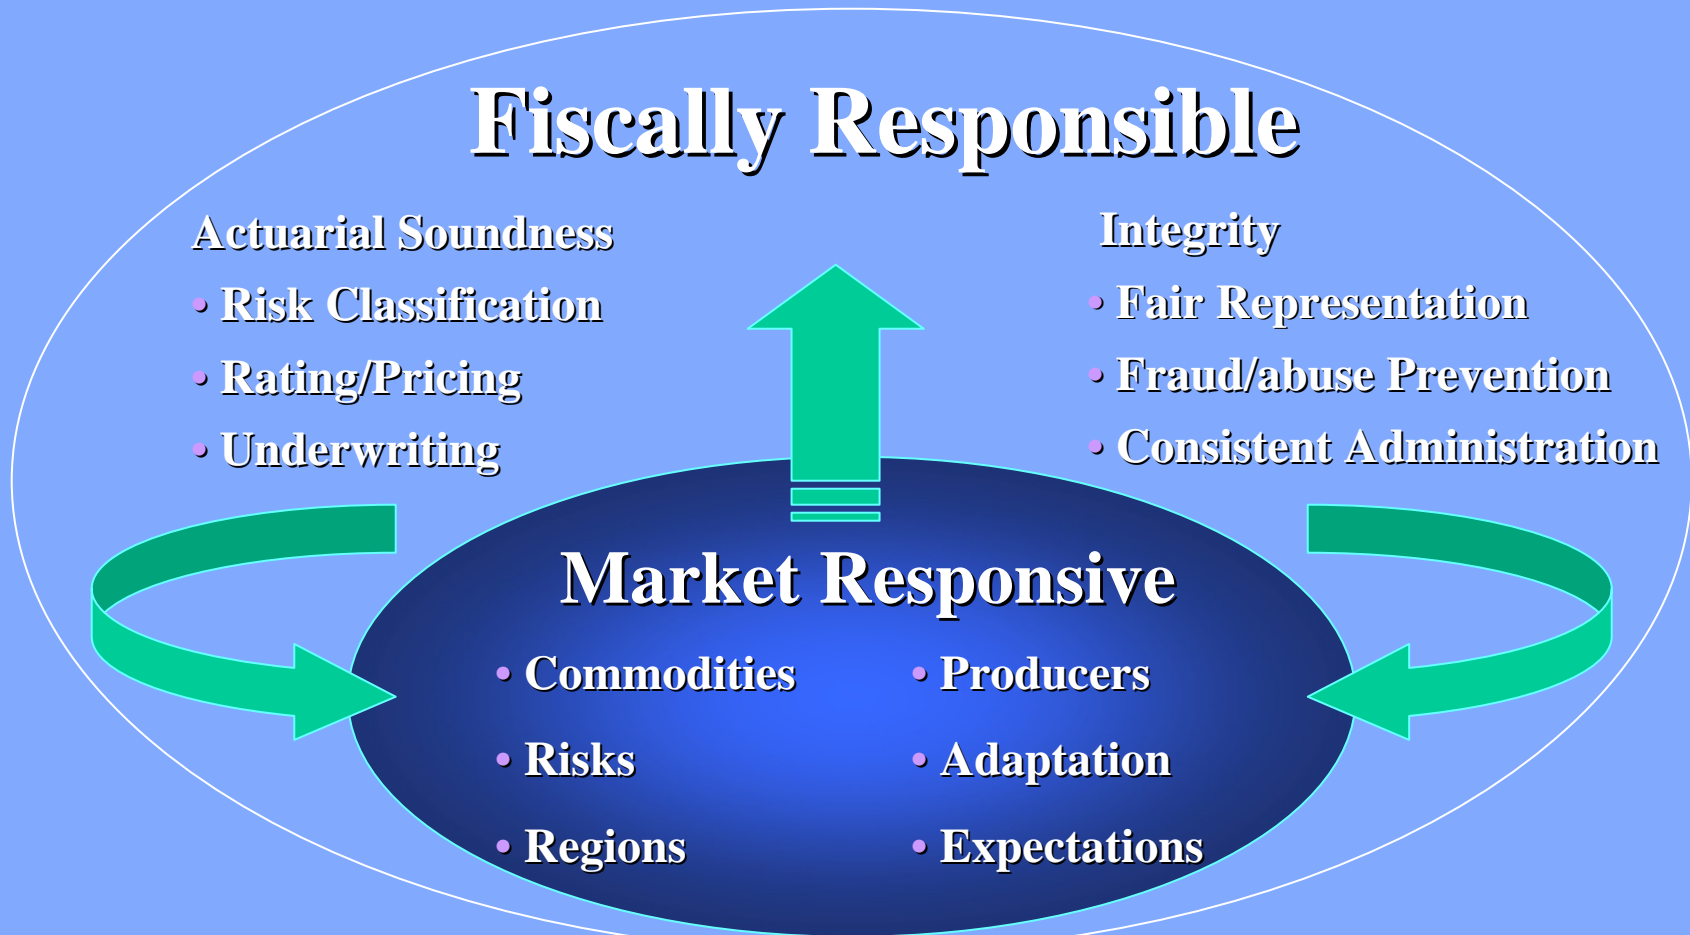 Fiscally Responsible
Actuarial Soundness
• Risk Classification
• Rating/Pricing
• Underwriting
Integrity
• Fair Representation
• Fraud/abuse Prevention
• Consistent Administration
Market Responsive
• Commodities
• Risks
• Regions
• Producers
• Adaptation
• Expectations